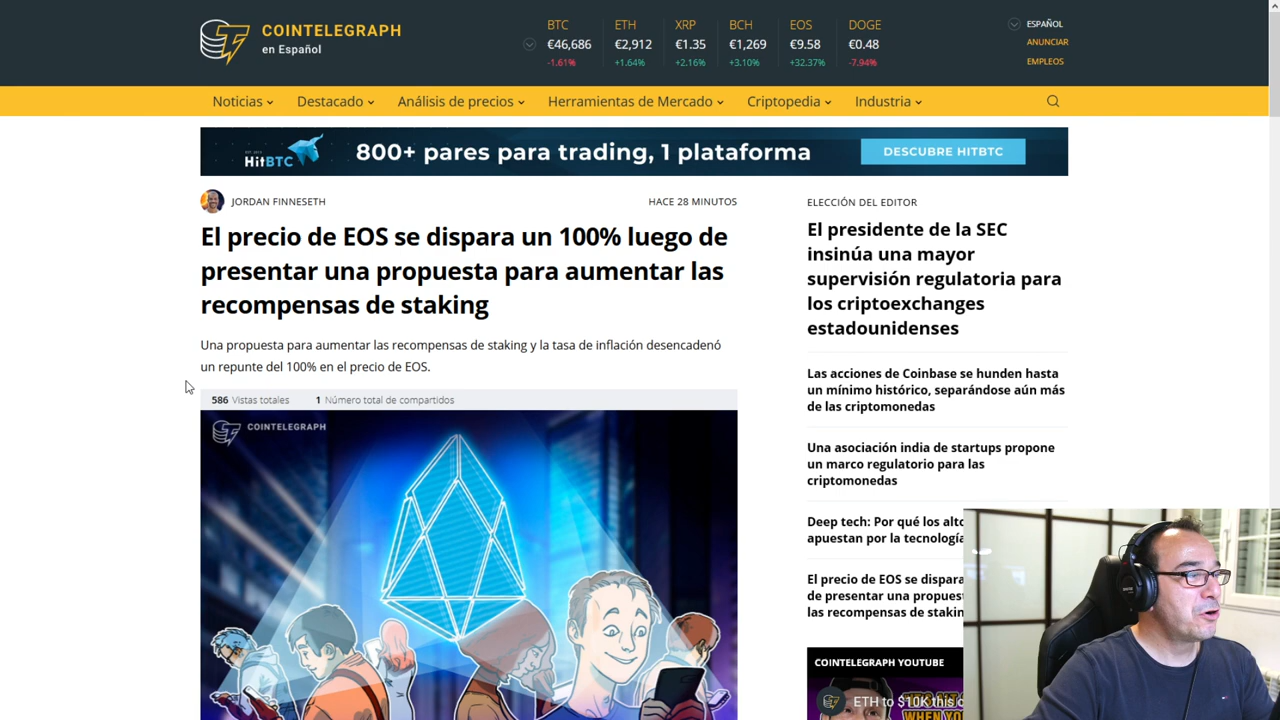 COINTELEGRAPH
en Español
BTC
€46,686
-1.61%
ETH
€2,912
+1.64%
XRP
€1.35
+2.16%
BCH
€1,269
+3.10%
EOS
€9.58
+32.37%
DOGE
€0.48
-7.94%
ESPAÑOL
ANUNCIAR
EMPLEOS
Noticias
Destacado
Análisis de precios
Herramientas de Mercado
Criptopedia
Industria
HitBTC
800+ pares para trading, 1 plataforma
DESCUBRE HITBTC
JORDAN FINNESETH
HACE 28 MINUTOS
El precio de EOS se dispara un 100% luego de
presentar una propuesta para aumentar las
recompensas de staking
Una propuesta para aumentar las recompensas de staking y la tasa de inflación desencadenó
un repunte del 100% en el precio de EOS.
586 Vistas totales
1 Número total de compartidos
COINTELEGRAPH
ELECCIÓN DEL EDITOR
El presidente de la SEC
insinúa una mayor
supervisión regulatoria para
los criptoexchanges
estadounidenses
Las acciones de Coinbase se hunden hasta
un mínimo histórico, separándose aún más
de las criptomonedas
Una asociación india de startups propone
un marco regulatorio para las
criptomonedas
Deep tech: Por qué los
apuestan por la tecnología
El precio de EOS se dispara
de presentar una
las recompensas de
COINTELEGRAPH YOUTUBE
ETH to $10K this
WHEN YOU